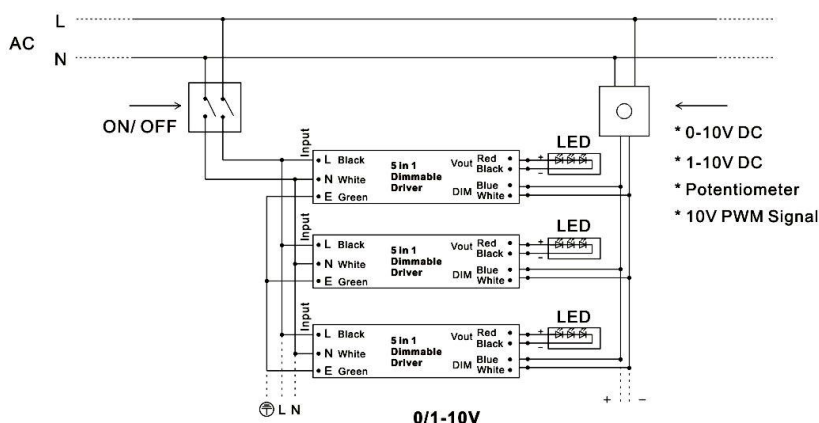 L
AC
N
ON/ OFF
* 0-10V DC
* 1-10V DC
* Potentiometer
* 10V PWM Signal
Input
L Black
N White
E Green
5 in 1
Dimmable
Driver
Vout Red
Black
DIM Blue
White
LED
+
−
Input
L Black
N White
E Green
5 in 1
Dimmable
Driver
Vout Red
Black
DIM Blue
White
LED
+
−
Input
L Black
N White
E Green
5 in 1
Dimmable
Driver
Vout Red
Black
DIM Blue
White
LED
+
−
L N
+ −
0/1-10V